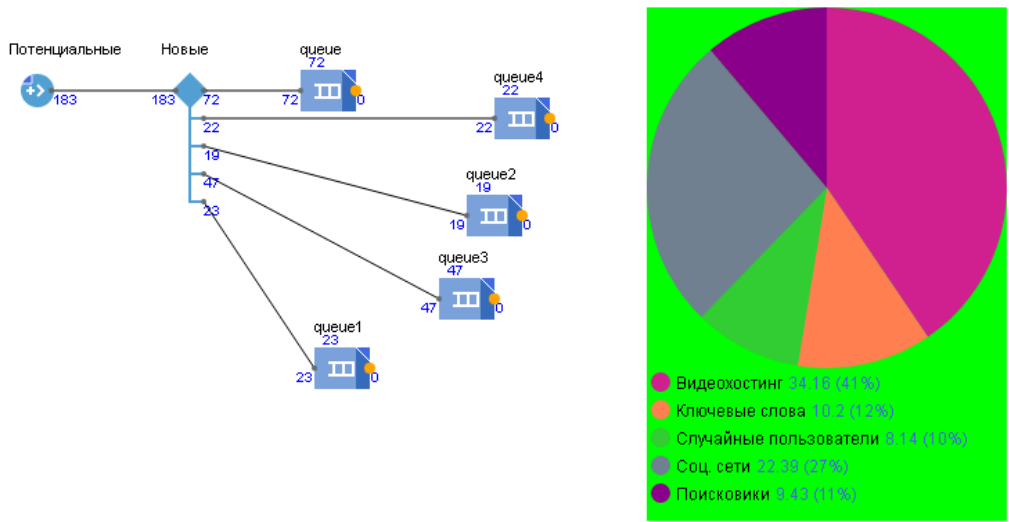 Потенциальные
Новые
queue
72
183
183
72
72
0
queue4
22
22
22
0
19
queue2
19
19
0
47
queue3
47
47
0
23
queue1
23
23
0
Видеохостинг 34.16 (41%)
Ключевые слова 10.2 (12%)
Случайные пользователи 8.14 (10%)
Соц. сети 22.39 (27%)
Поисковики 9.43 (11%)